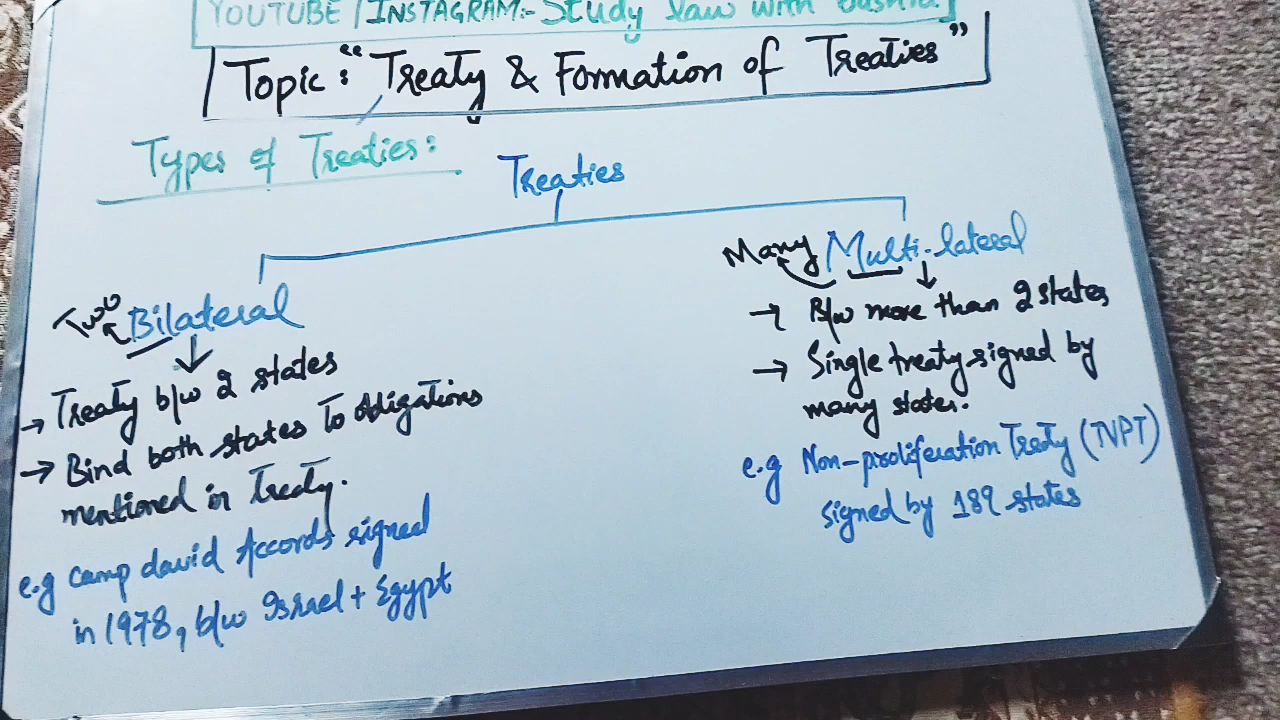 YOUTUBE / INSTAGRAM:- Study law with
Topic: "Treaty & Formation of Treaties"
Types of Treaties:
Treaties
Two Bilateral
→ Treaty b/w 2 states
→ Bind both states to obligations
mentioned in Treaty.
e.g Camp david Accords signed
in 1978, b/w Israel + Egypt
Many Multi-lateral
→ B/w more than 2 states
→ Single treaty signed by
many states.
e.g Non-proliferation Treaty (NPT)
signed by 189 states